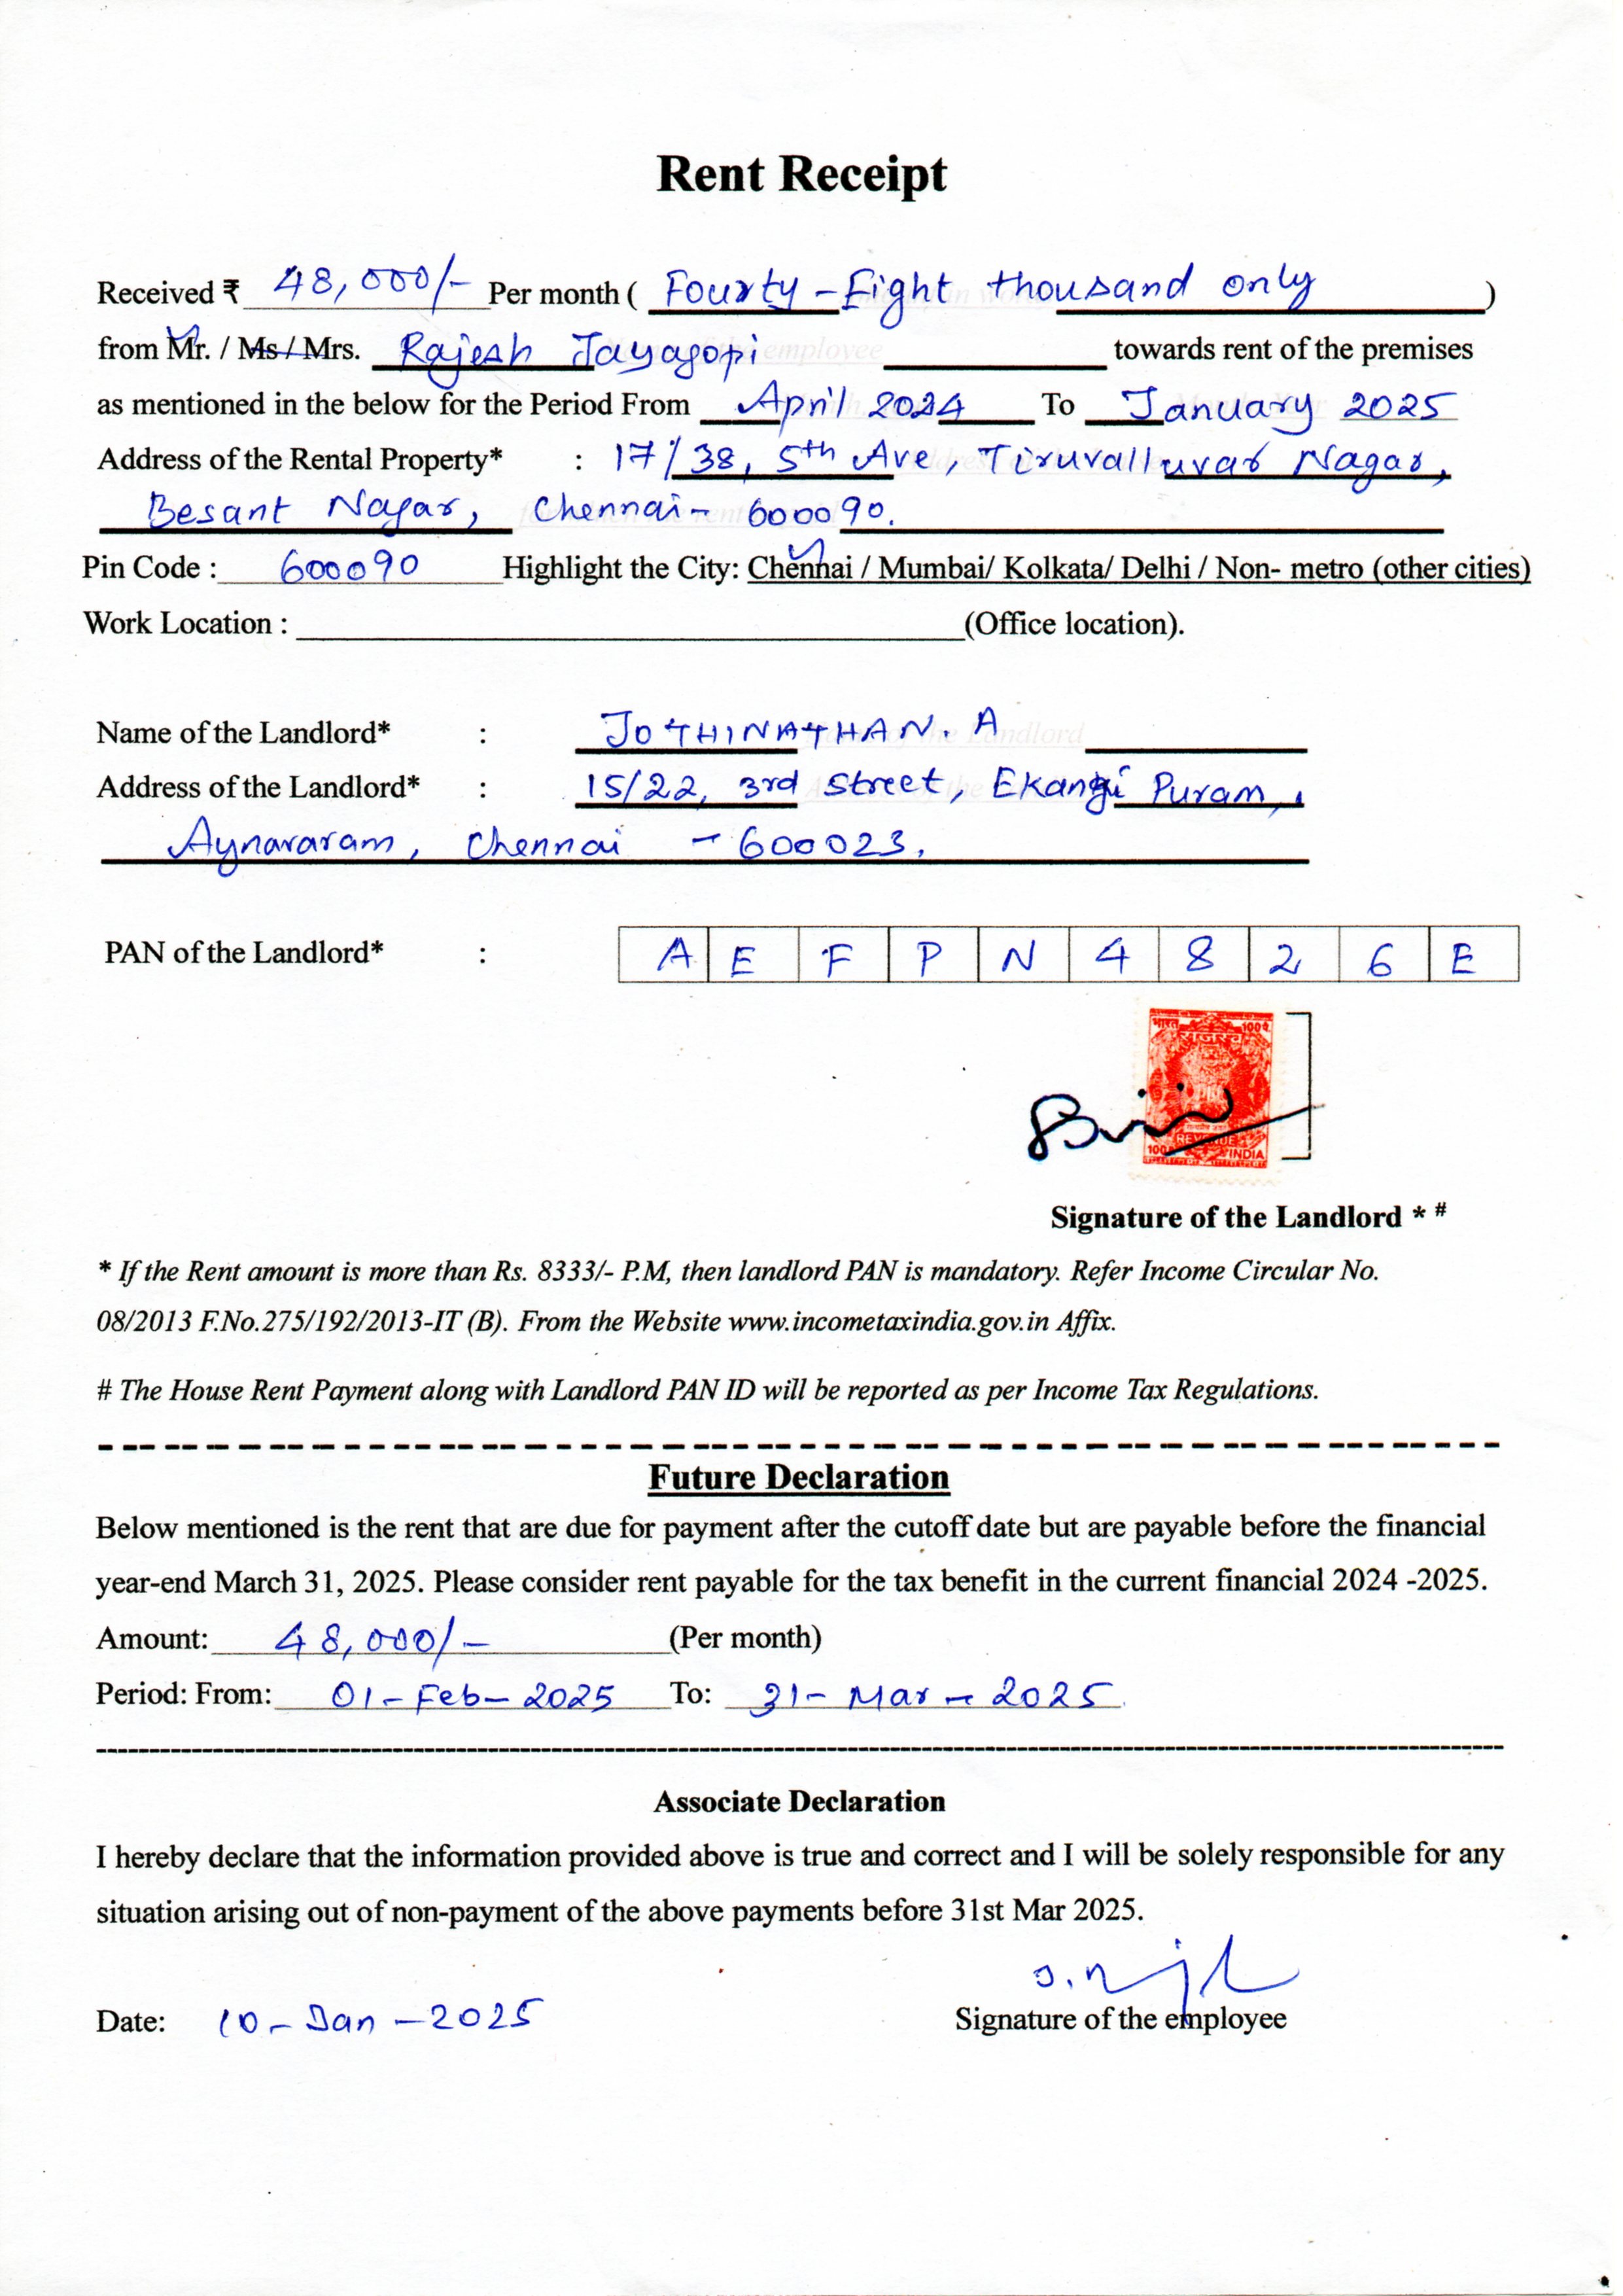 Rent Receipt
Received ₹ 48,000/- Per month ( Fourty-Eight thousand only )
from Mr. / Ms / Mrs. Rajesh Jayagopi towards rent of the premises
as mentioned in the below for the Period From April 2024 To January 2025
Address of the Rental Property* : 17/38, 5th Ave, Tiruvalluvar Nagar,
Besant Nagar, Chennai- 600090.
Pin Code : 600090 Highlight the City: Chennai / Mumbai/ Kolkata/ Delhi / Non- metro (other cities)
Work Location : (Office location).
Name of the Landlord* : JOTHINATHAN. A
Address of the Landlord* : 15/22, 3rd Street, Ekangi Puram,
Aynavaram, Chennai - 600023.
PAN of the Landlord* : A E F P N 4 8 2 6 E
भारत 100
राजस्व
REVENUE
100 INDIA
Signature of the Landlord * #
* If the Rent amount is more than Rs. 8333/- P.M, then landlord PAN is mandatory. Refer Income Circular No.
08/2013 F.No.275/192/2013-IT (B). From the Website www.incometaxindia.gov.in Affix.
# The House Rent Payment along with Landlord PAN ID will be reported as per Income Tax Regulations.
Future Declaration
Below mentioned is the rent that are due for payment after the cutoff date but are payable before the financial
year-end March 31, 2025. Please consider rent payable for the tax benefit in the current financial 2024 -2025.
Amount: 48,000/- (Per month)
Period: From: 01-Feb-2025 To: 31-Mar-2025
Associate Declaration
I hereby declare that the information provided above is true and correct and I will be solely responsible for any
situation arising out of non-payment of the above payments before 31st Mar 2025.
Date: 10-Jan-2025 Signature of the employee